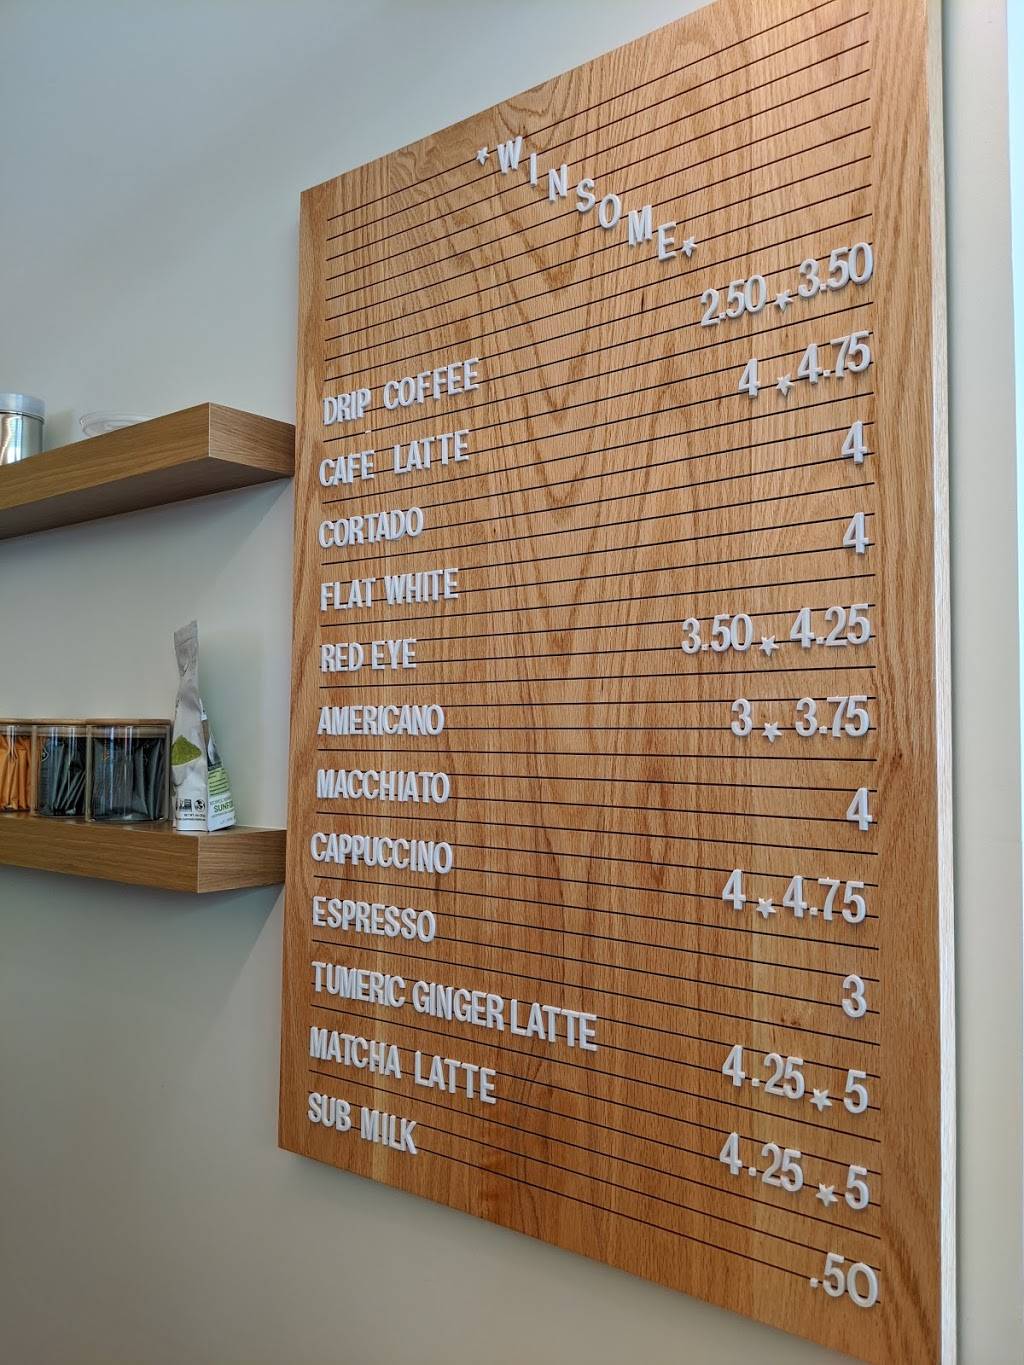 *WINSOME*
DRIP COFFEE 2.50 * 3.50
CAFE LATTE 4 * 4.75
CORTADO 4
FLAT WHITE 4
RED EYE 3.50 * 4.25
AMERICANO 3 * 3.75
MACCHIATO 4
CAPPUCCINO 4 * 4.75
ESPRESSO 3
TUMERIC GINGER LATTE 4.25 * 5
MATCHA LATTE 4.25 * 5
SUB MILK .50